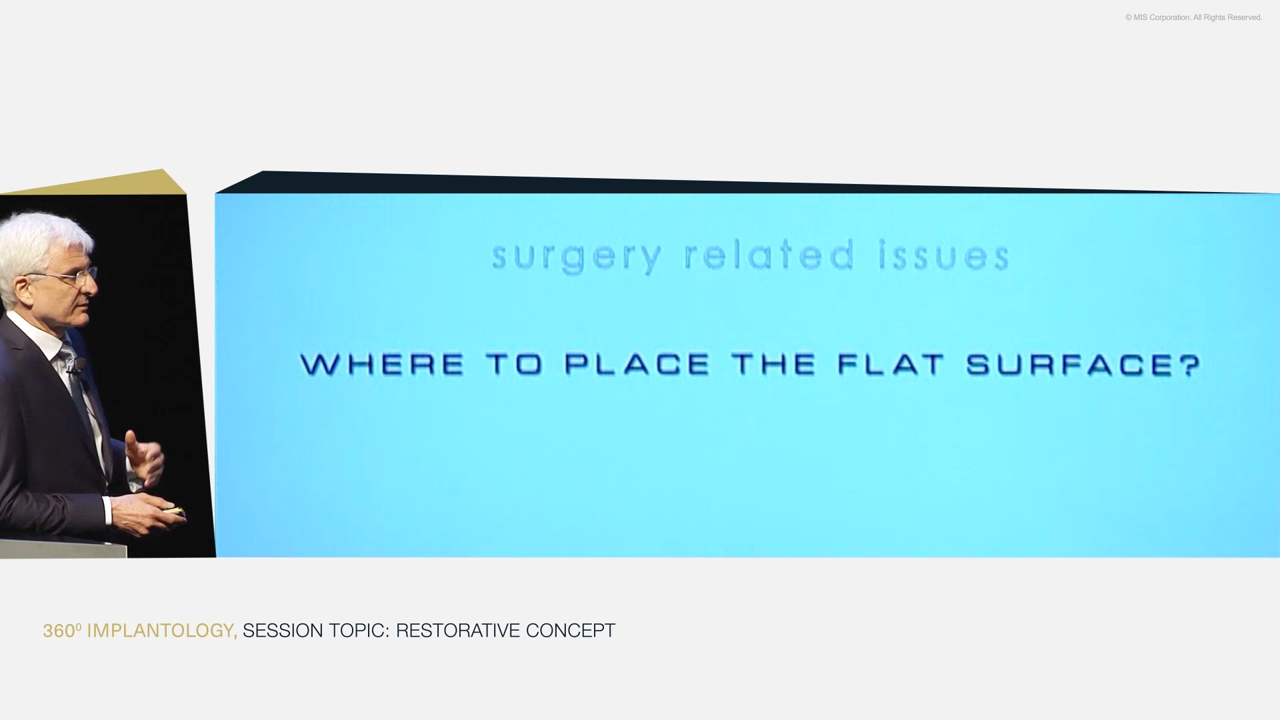 © MIS Corporation. All Rights Reserved.
surgery related issues
WHERE TO PLACE THE FLAT SURFACE?
360⁰ IMPLANTOLOGY, SESSION TOPIC: RESTORATIVE CONCEPT